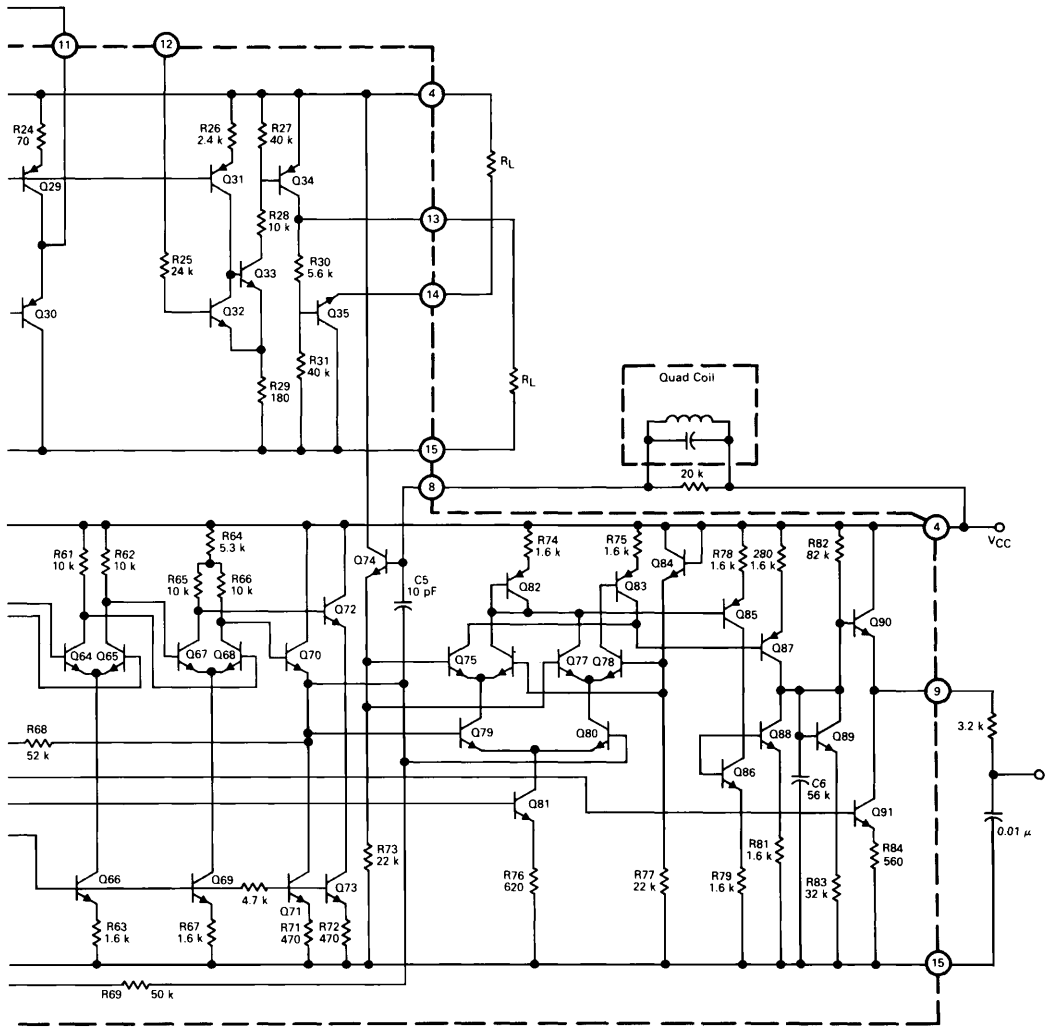 11
12
4
R24
70
R26
2.4 k
R27
40 k
RL
Q29
Q31
Q34
13
R28
10 k
R25
24 k
R30
5.6 k
Q33
14
Q30
Q32
Q35
R31
40 k
R29
180
RL
Quad Coil
15
8
20 k
4
VCC
R61
10 k
R62
10 k
R64
5.3 k
R65
10 k
R66
10 k
Q74
C5
10 pF
R74
1.6 k
R75
1.6 k
Q84
R78
1.6 k
280
1.6 k
R82
82 k
Q72
Q82
Q83
Q85
Q90
Q64
Q65
Q67
Q68
Q70
Q75
Q77
Q78
Q87
9
R68
52 k
Q79
Q80
Q88
Q89
3.2 k
Q86
C6
56 k
Q81
Q91
0.01 μ
R73
22 k
R76
620
R77
22 k
R79
1.6 k
R81
1.6 k
R83
32 k
R84
560
Q66
Q69
4.7 k
Q71
Q73
R63
1.6 k
R67
1.6 k
R71
470
R72
470
15
R69
50 k